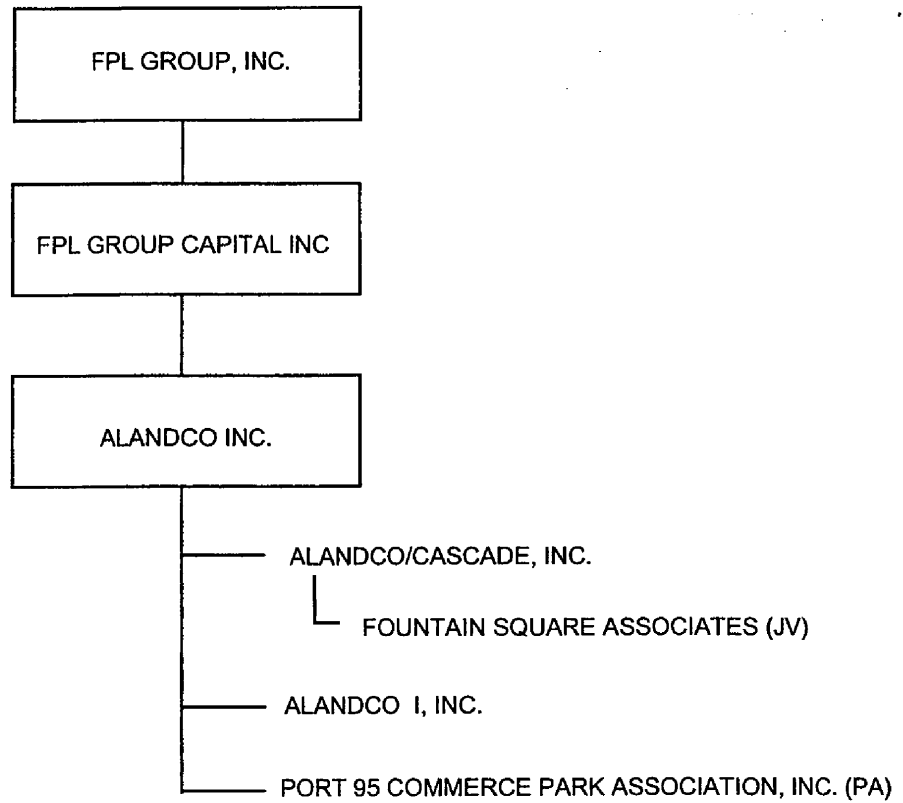 FPL GROUP, INC.
FPL GROUP CAPITAL INC
ALANDCO INC.
ALANDCO/CASCADE, INC.
FOUNTAIN SQUARE ASSOCIATES (JV)
ALANDCO I, INC.
PORT 95 COMMERCE PARK ASSOCIATION, INC. (PA)